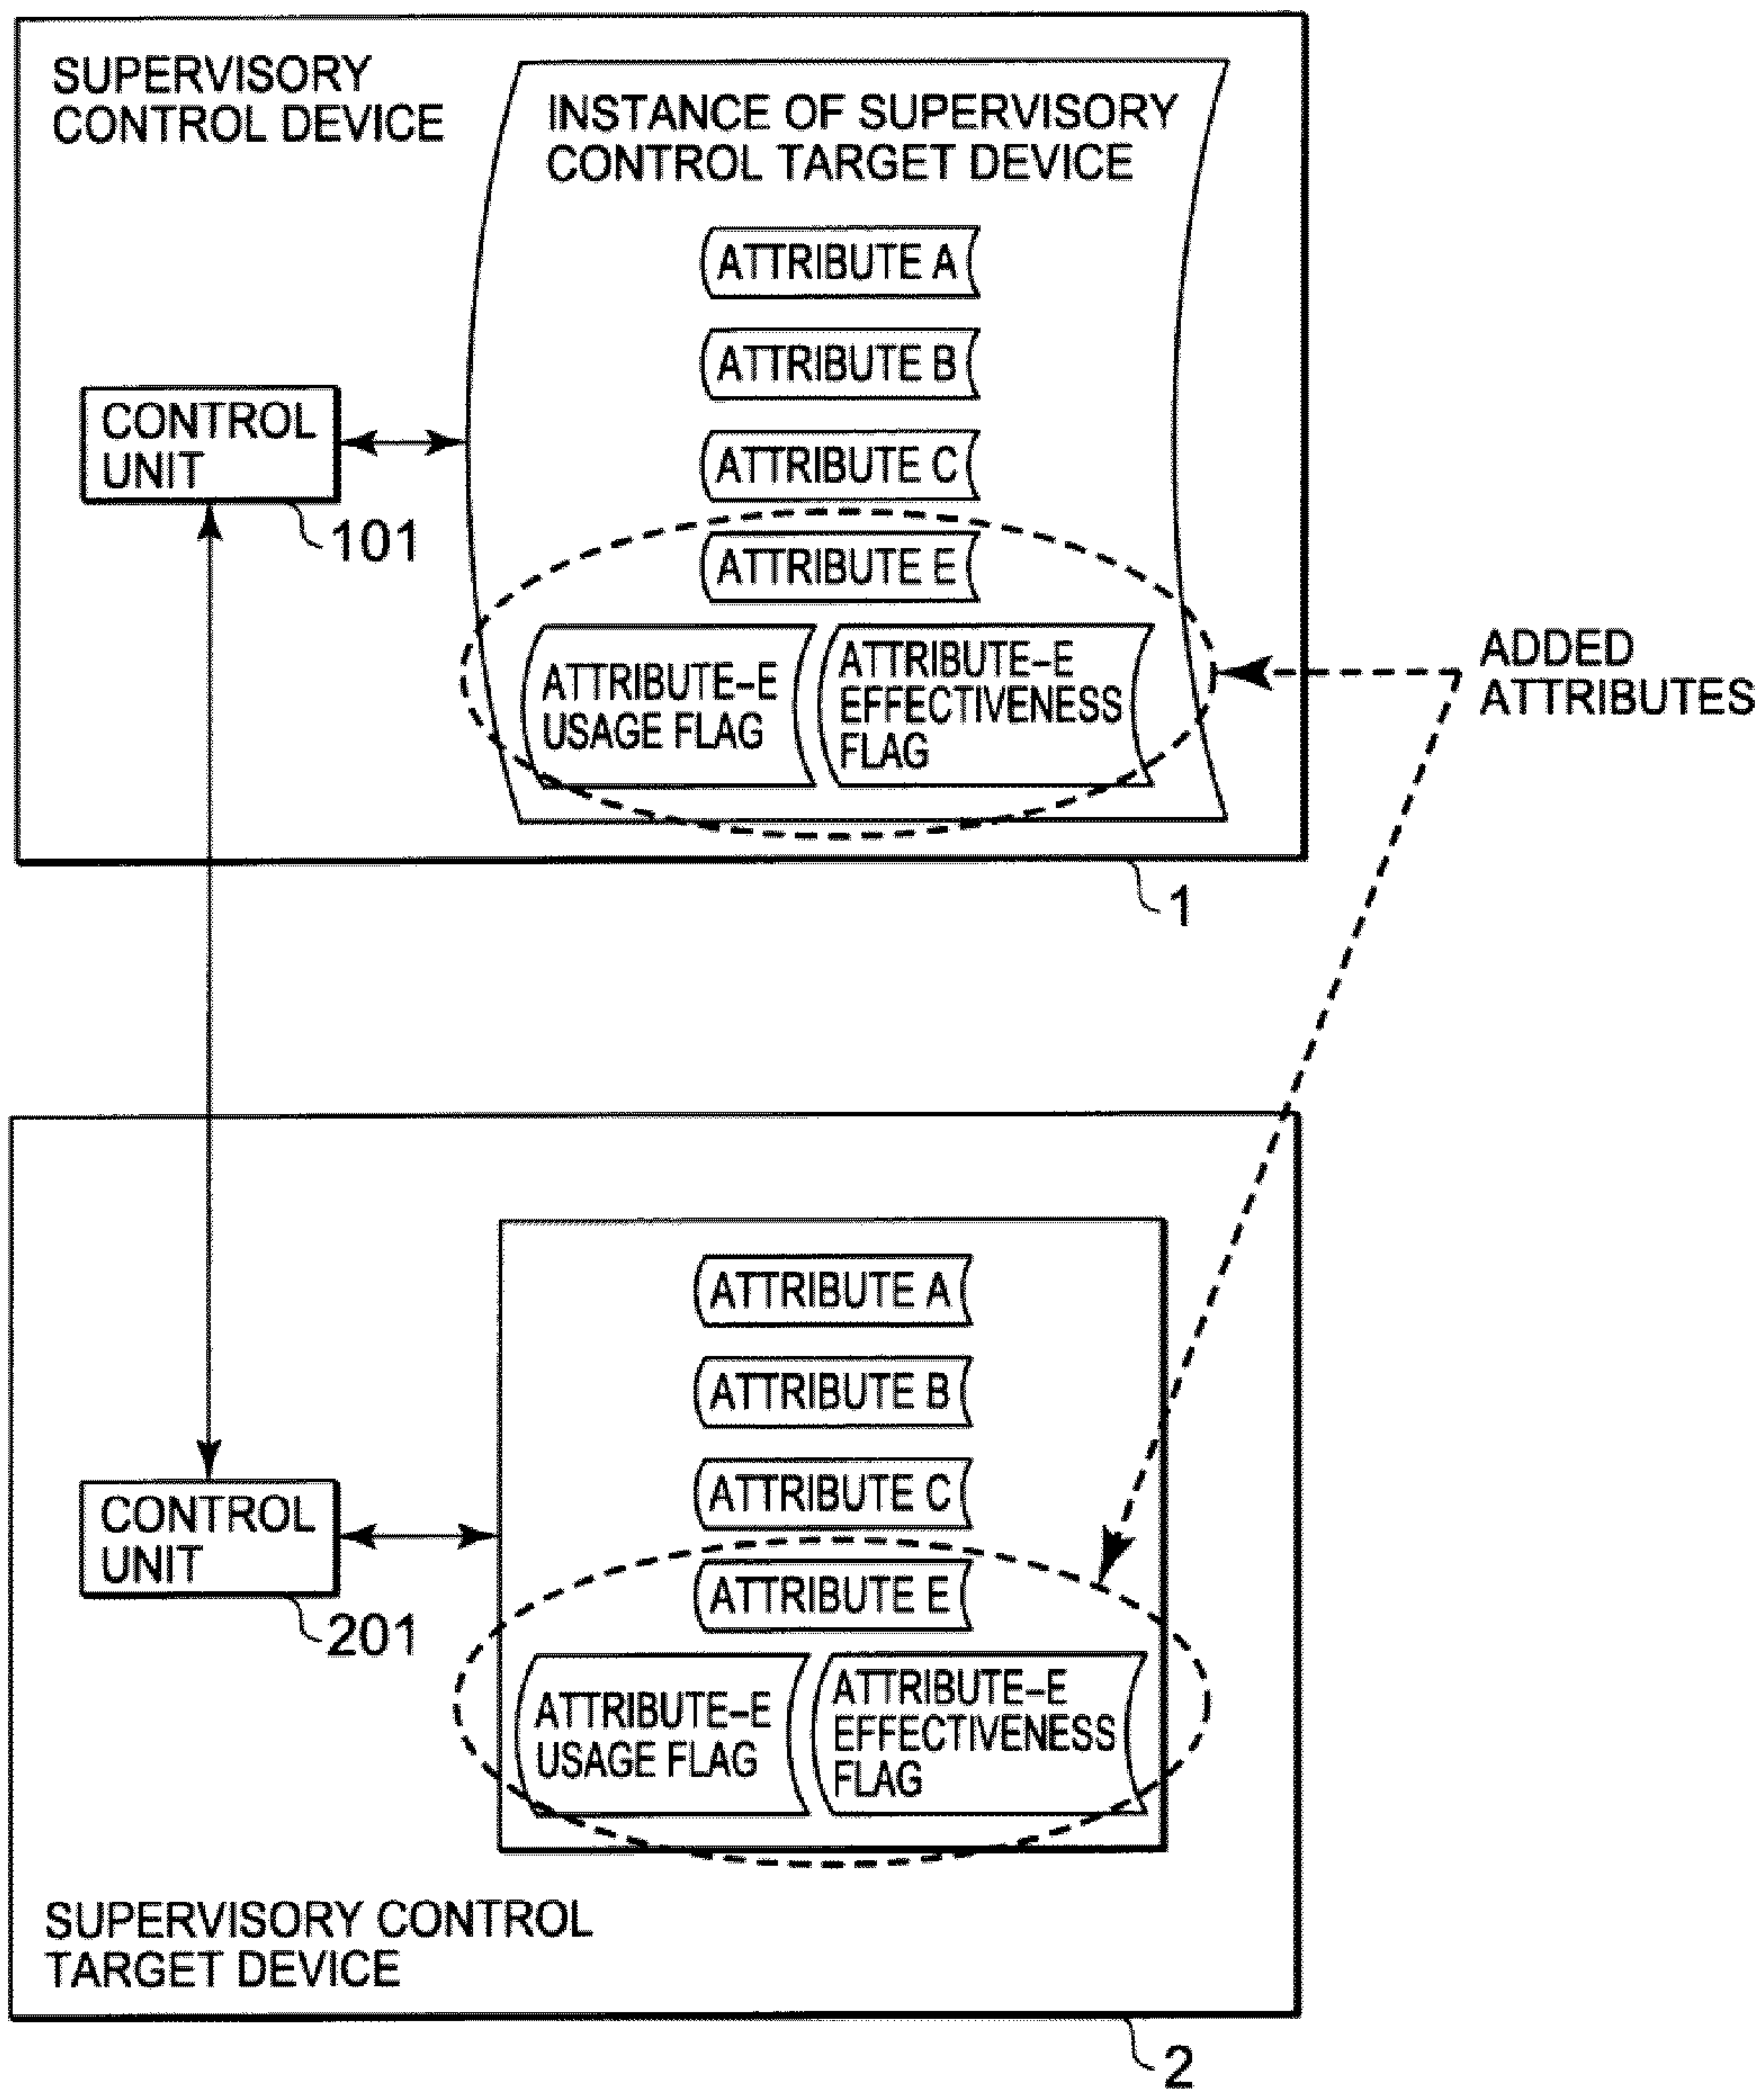 SUPERVISORY
CONTROL DEVICE
INSTANCE OF SUPERVISORY
CONTROL TARGET DEVICE
ATTRIBUTE A
ATTRIBUTE B
CONTROL
UNIT
101
ATTRIBUTE C
ATTRIBUTE E
ATTRIBUTE–E
USAGE FLAG
ATTRIBUTE–E
EFFECTIVENESS
FLAG
ADDED
ATTRIBUTES
1
ATTRIBUTE A
ATTRIBUTE B
ATTRIBUTE C
CONTROL
UNIT
201
ATTRIBUTE E
ATTRIBUTE–E
USAGE FLAG
ATTRIBUTE–E
EFFECTIVENESS
FLAG
SUPERVISORY CONTROL
TARGET DEVICE
2